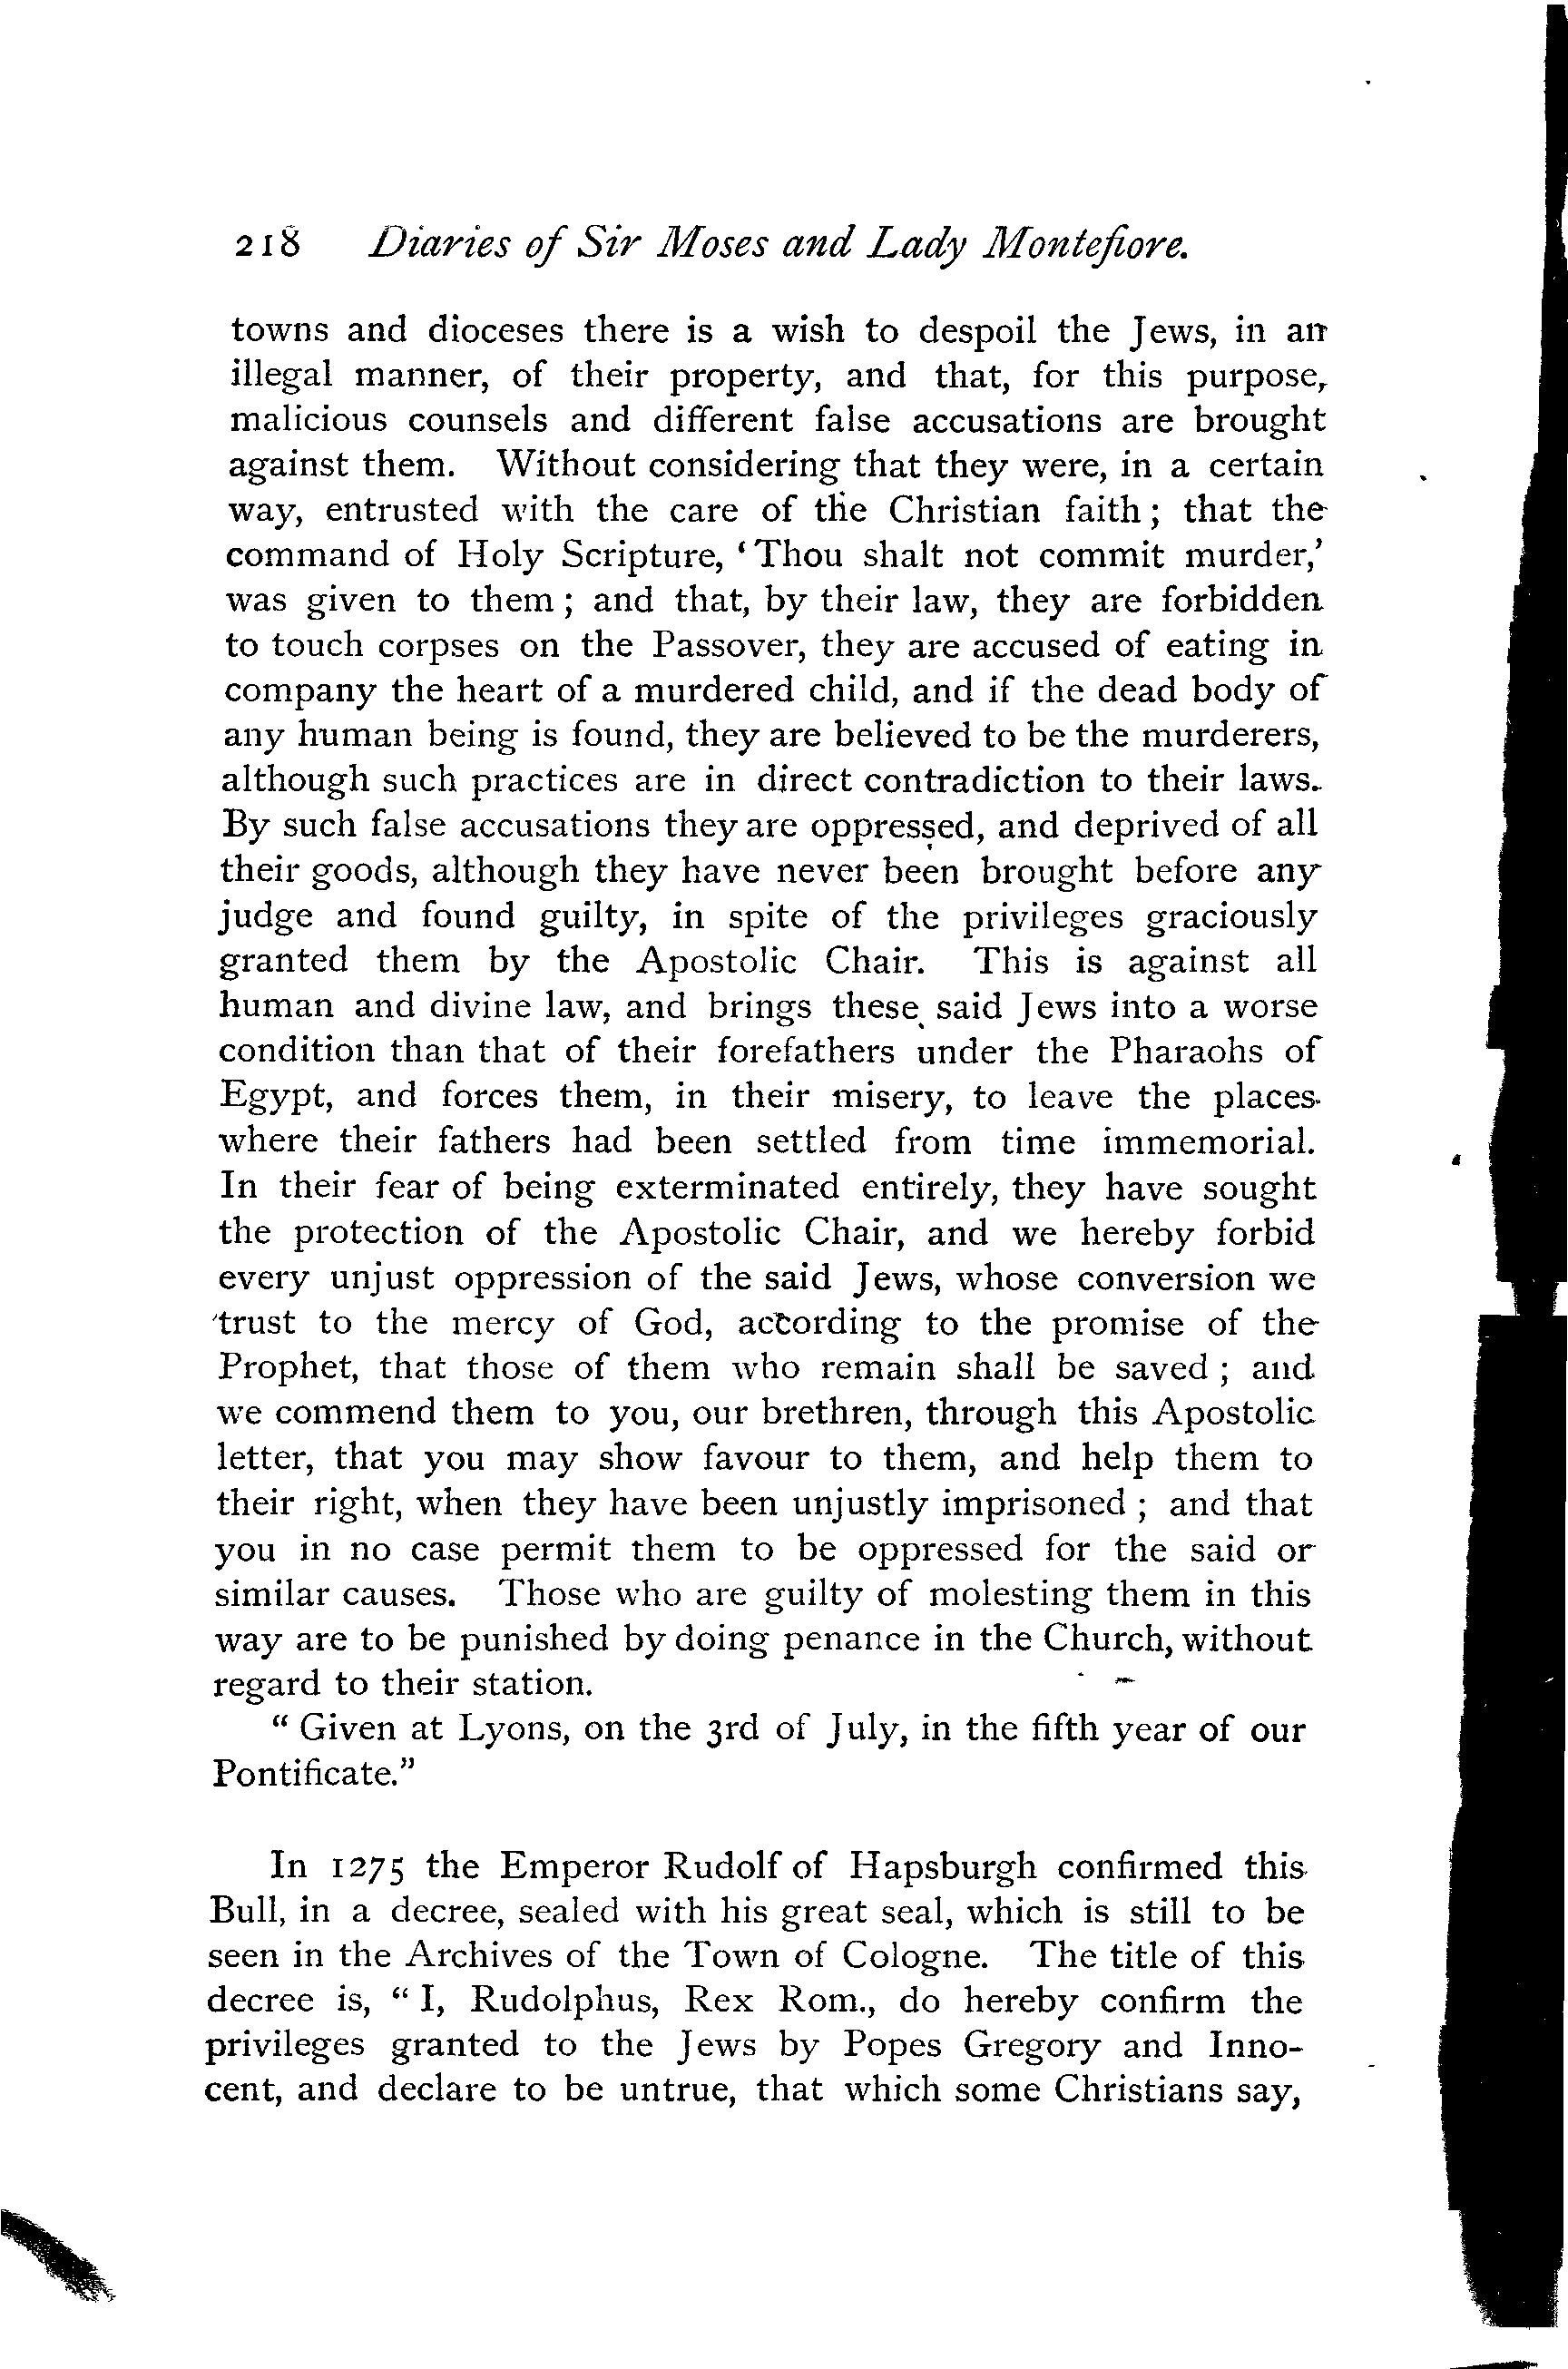 218 Diaries of Sir Moses and Lady Montefiore.
towns and dioceses there is a wish to despoil the Jews, in an
illegal manner, of their property, and that, for this purpose,
malicious counsels and different false accusations are brought
against them. Without considering that they were, in a certain
way, entrusted with the care of the Christian faith; that the
command of Holy Scripture, 'Thou shalt not commit murder,'
was given to them; and that, by their law, they are forbidden
to touch corpses on the Passover, they are accused of eating in
company the heart of a murdered child, and if the dead body of
any human being is found, they are believed to be the murderers,
although such practices are in direct contradiction to their laws.
By such false accusations they are oppressed, and deprived of all
their goods, although they have never been brought before any
judge and found guilty, in spite of the privileges graciously
granted them by the Apostolic Chair. This is against all
human and divine law, and brings these said Jews into a worse
condition than that of their forefathers under the Pharaohs of
Egypt, and forces them, in their misery, to leave the places
where their fathers had been settled from time immemorial.
In their fear of being exterminated entirely, they have sought
the protection of the Apostolic Chair, and we hereby forbid
every unjust oppression of the said Jews, whose conversion we
trust to the mercy of God, according to the promise of the
Prophet, that those of them who remain shall be saved; and
we commend them to you, our brethren, through this Apostolic
letter, that you may show favour to them, and help them to
their right, when they have been unjustly imprisoned; and that
you in no case permit them to be oppressed for the said or
similar causes. Those who are guilty of molesting them in this
way are to be punished by doing penance in the Church, without
regard to their station.
"Given at Lyons, on the 3rd of July, in the fifth year of our
Pontificate."
In 1275 the Emperor Rudolf of Hapsburgh confirmed this
Bull, in a decree, sealed with his great seal, which is still to be
seen in the Archives of the Town of Cologne. The title of this
decree is, "I, Rudolphus, Rex Rom., do hereby confirm the
privileges granted to the Jews by Popes Gregory and Inno-
cent, and declare to be untrue, that which some Christians say,